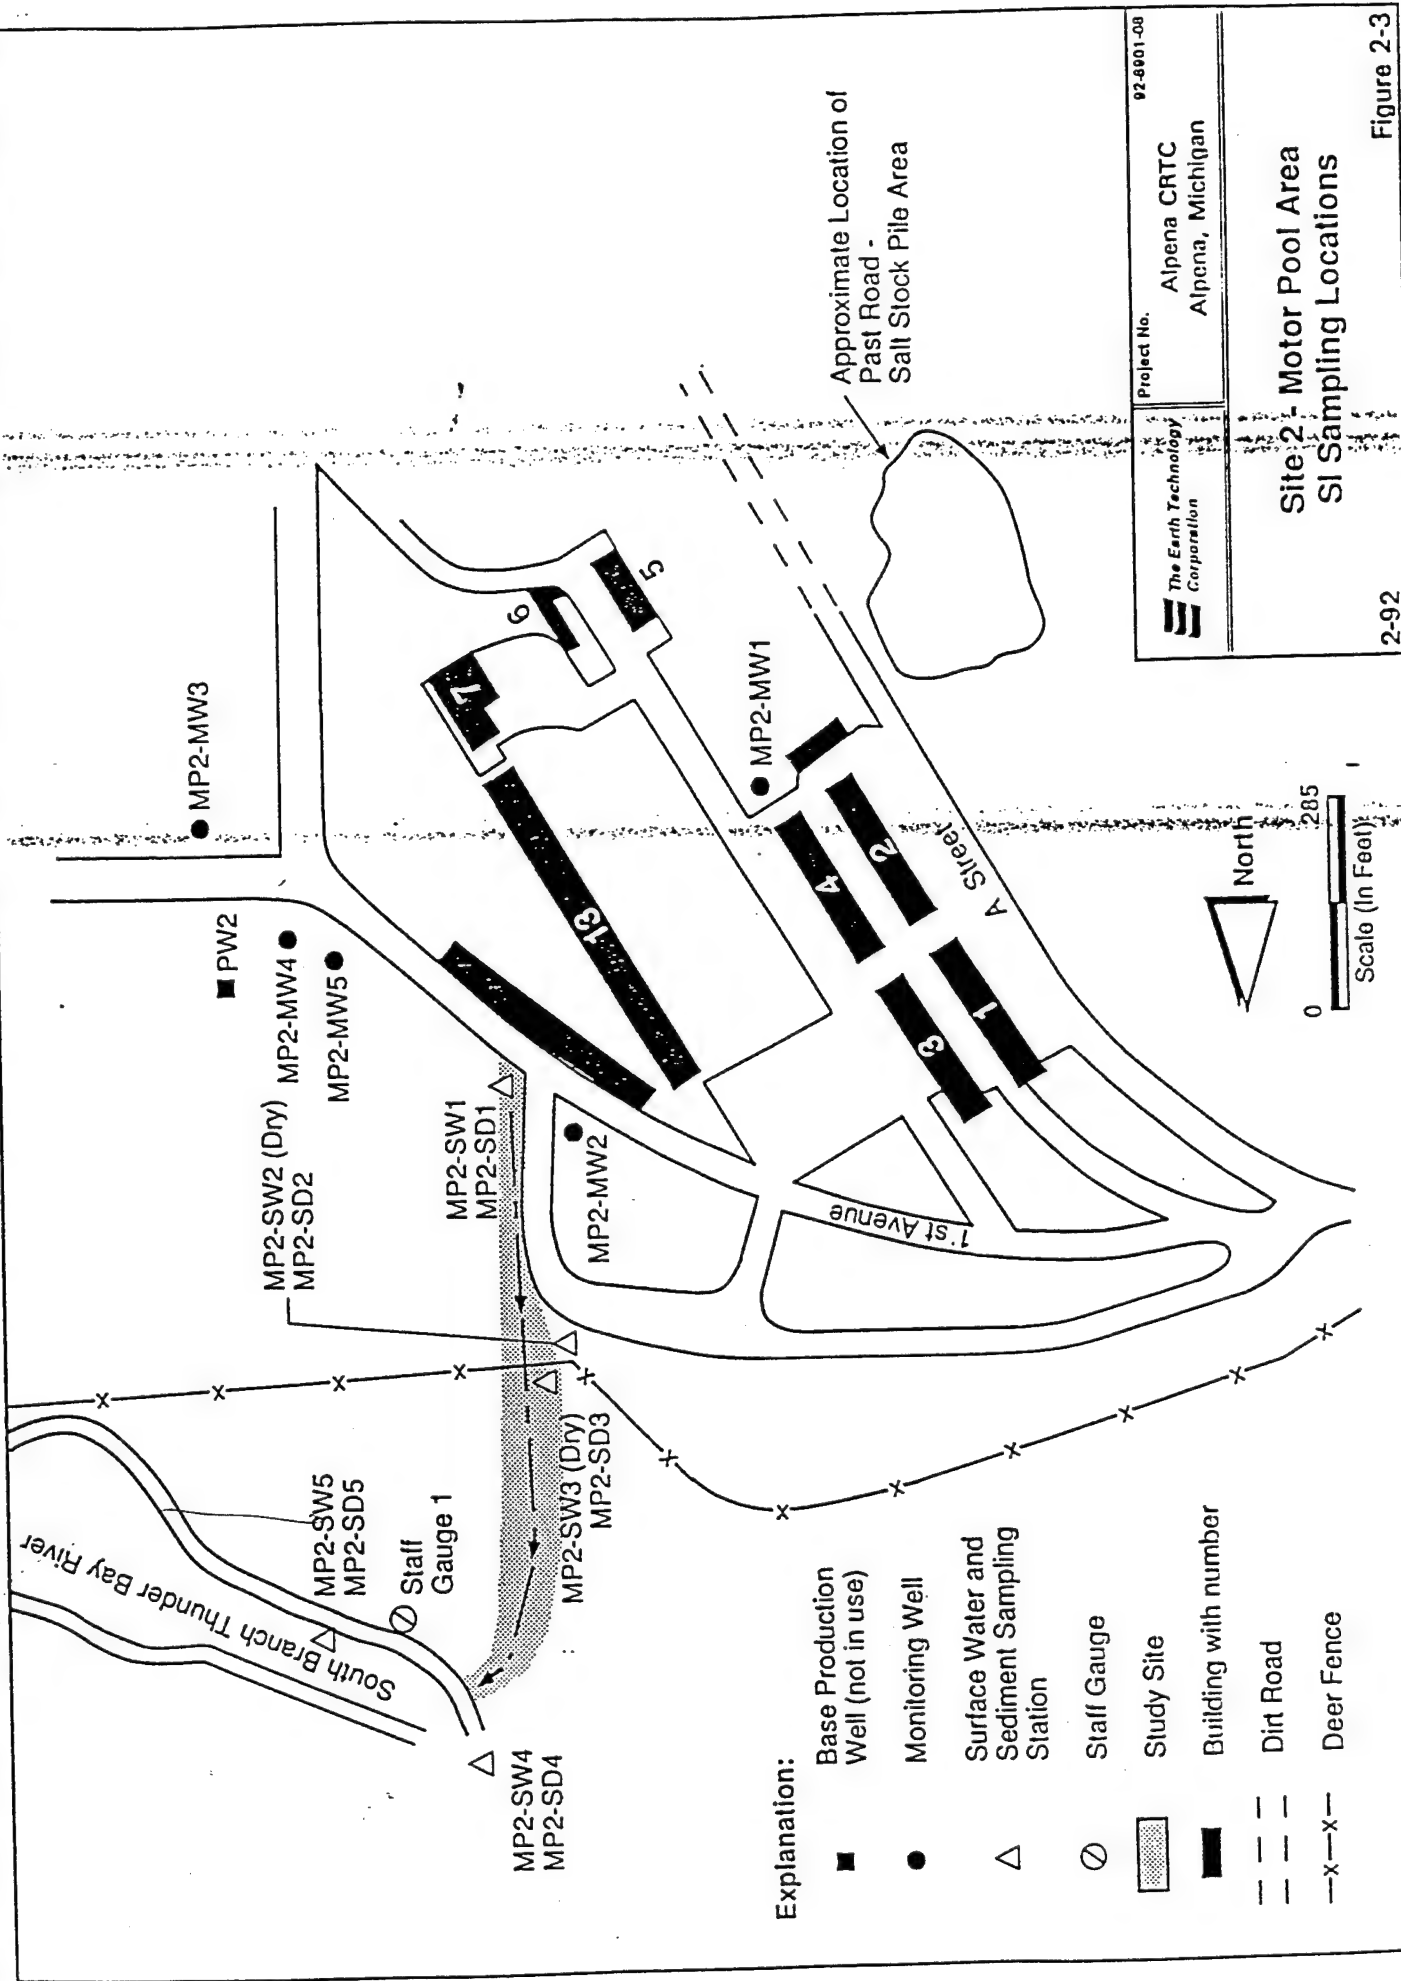 MP2-SW4
MP2-SD4
South Branch Thunder Bay River
MP2-SW5
MP2-SD5
Staff
Gauge 1
MP2-SW3 (Dry)
MP2-SD3
MP2-SW2 (Dry)
MP2-SD2
MP2-SW1
MP2-SD1
MP2-MW4
MP2-MW5
PW2
MP2-MW3
MP2-MW2
13
7
6
5
MP2-MW1
4
2
3
1
1'st Avenue
A Street
Approximate Location of
Past Road -
Salt Stock Pile Area
North
0
285
Scale (In Feet)
Explanation:
Base Production
Well (not in use)
Monitoring Well
Surface Water and
Sediment Sampling
Station
Staff Gauge
Study Site
Building with number
Dirt Road
Deer Fence
The Earth Technology
Corporation
Project No.
92-8901-08
Alpena CRTC
Alpena, Michigan
Site 2 - Motor Pool Area
SI Sampling Locations
2-92
Figure 2-3